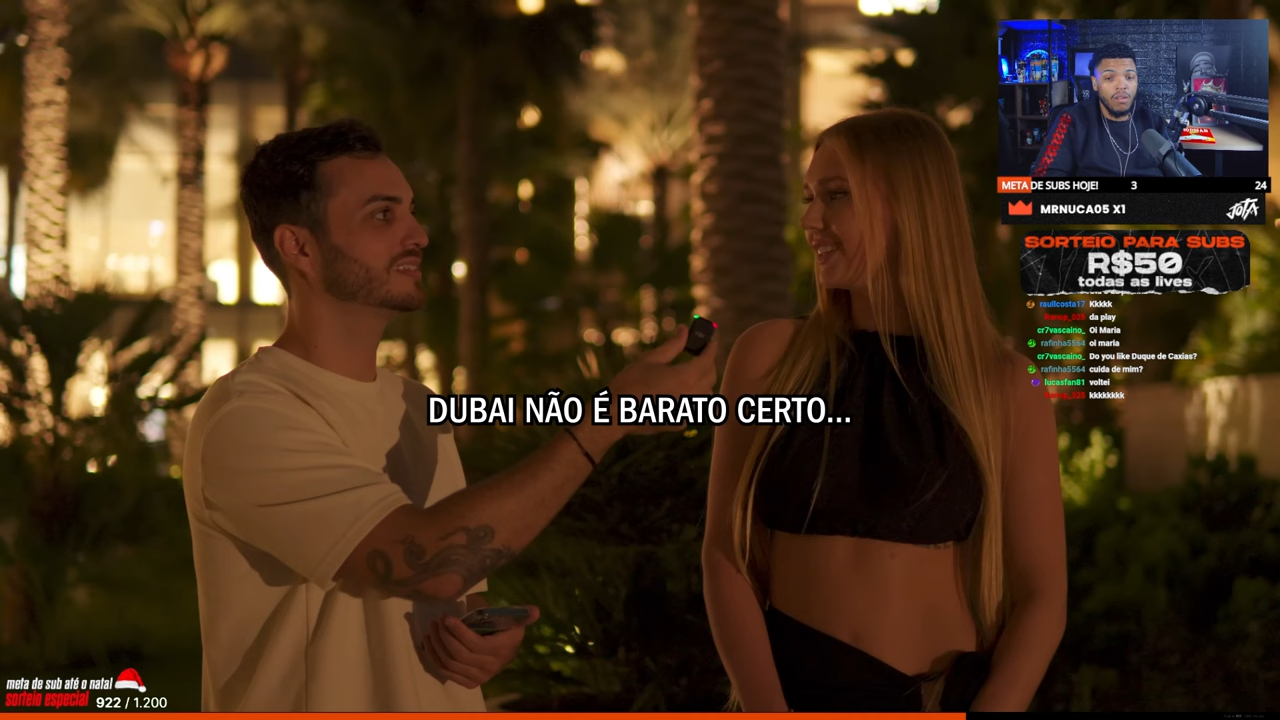 META DE SUBS HOJE! 3 24
MRNUCA05 X1
JOTA
SORTEIO PARA SUBS
R$50
todas as lives
raullcosta17 Kkkkk
da play
cr7vascaino_ Oi Maria
rafinha5564 oi maria
cr7vascaino_ Do you like Duque de Caxias?
rafinha5564 cuida de mim?
lucasfan81 voltei
kkkkkkkk
DUBAI NÃO É BARATO CERTO...
meta de sub até o natal
sorteio especial 922 / 1.200